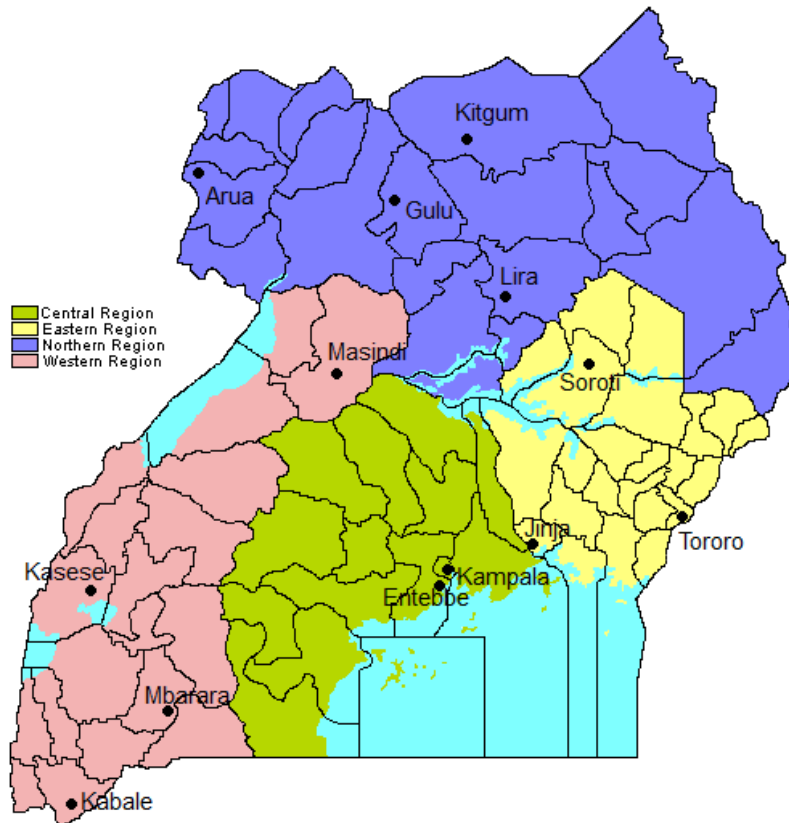 Kitgum
Arua
Gulu
Lira
Central Region
Eastern Region
Northern Region
Western Region
Masindi
Soroti
Jinja
Tororo
Kasese
Kampala
Entebbe
Mbarara
Kabale